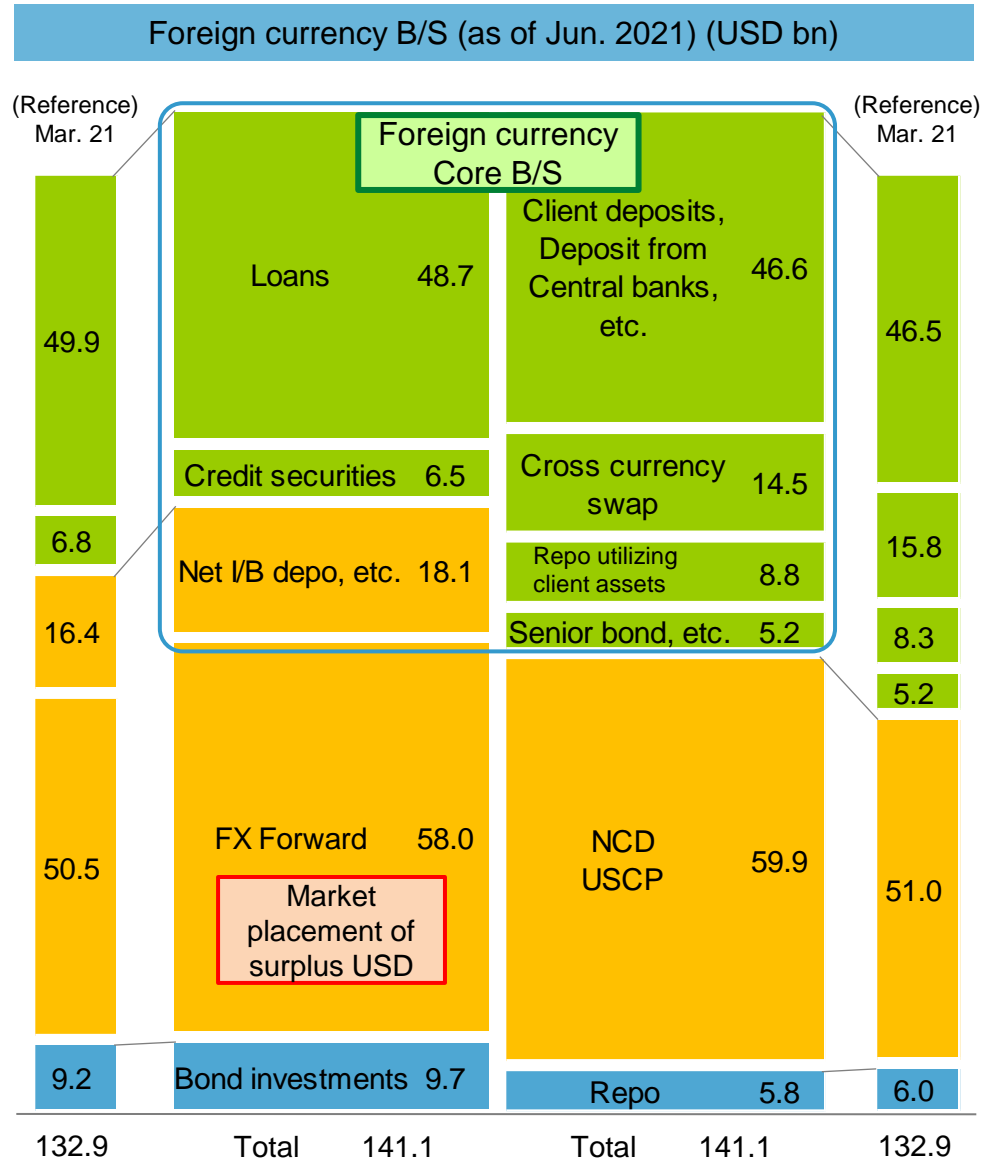 Foreign currency B/S (as of Jun. 2021) (USD bn)
(Reference)
Mar. 21
(Reference)
Mar. 21
Foreign currency
Core B/S
Loans 48.7
Client deposits,
Deposit from
Central banks,
etc.
46.6
49.9
46.5
Credit securities 6.5
Cross currency
swap
14.5
6.8
15.8
Net I/B depo, etc. 18.1
Repo utilizing
client assets
8.8
16.4
Senior bond, etc. 5.2
8.3
5.2
FX Forward 58.0
NCD
USCP
59.9
50.5
51.0
Market
placement of
surplus USD
9.2
Bond investments 9.7
Repo 5.8
6.0
132.9
Total 141.1
Total 141.1
132.9